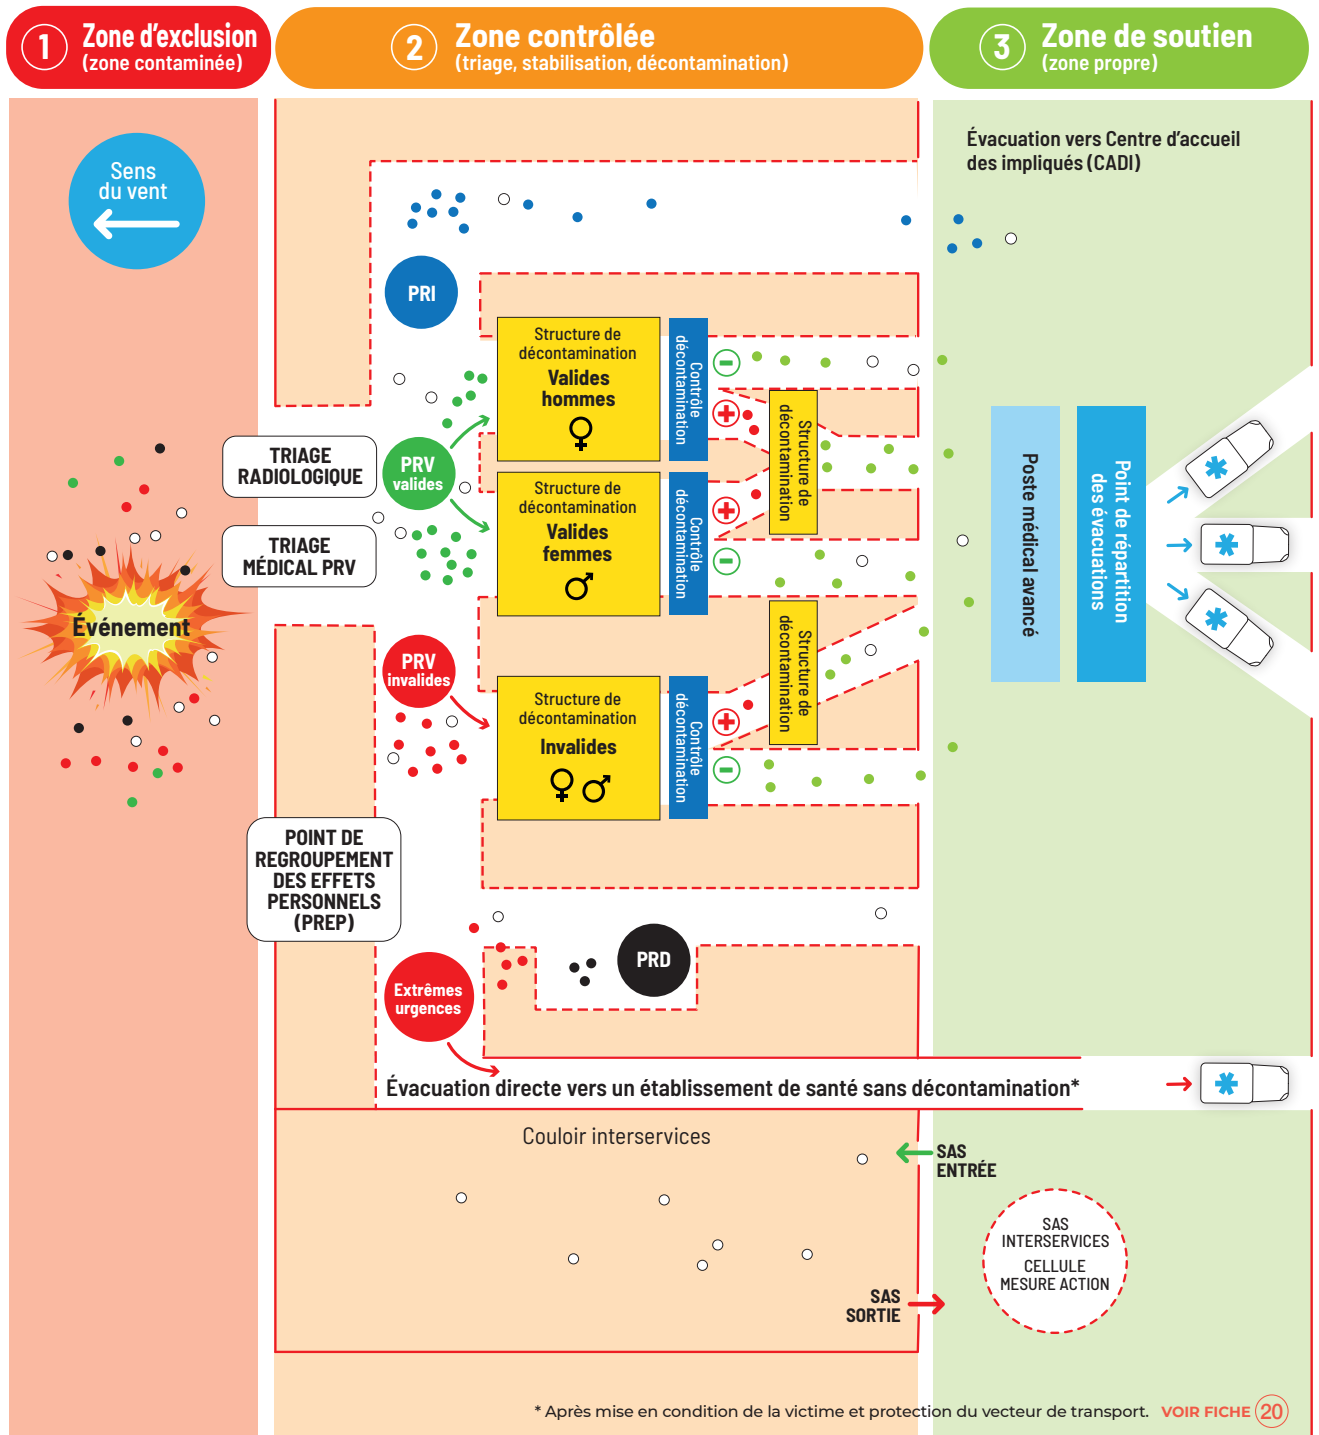 1
Zone d'exclusion
(zone contaminée)
2
Zone contrôlée
(triage, stabilisation, décontamination)
3
Zone de soutien
(zone propre)
Sens
du vent
Évacuation vers Centre d'accueil
des impliqués (CADI)
PRI
Structure de
décontamination
Valides
hommes
Contrôle
décontamination
TRIAGE
RADIOLOGIQUE
PRV
valides
Structure de
décontamination
Structure de
décontamination
Valides
femmes
Contrôle
décontamination
TRIAGE
MÉDICAL PRV
Poste médical avancé
Point de répartition
des évacuations
Événement
PRV
invalides
Structure de
décontamination
Structure de
décontamination
Invalides
Contrôle
décontamination
POINT DE
REGROUPEMENT
DES EFFETS
PERSONNELS
(PREP)
PRD
Extrêmes
urgences
Évacuation directe vers un établissement de santé sans décontamination*
Couloir interservices
SAS
ENTRÉE
SAS
INTERSERVICES
CELLULE
MESURE ACTION
SAS
SORTIE
* Après mise en condition de la victime et protection du vecteur de transport. VOIR FICHE 20